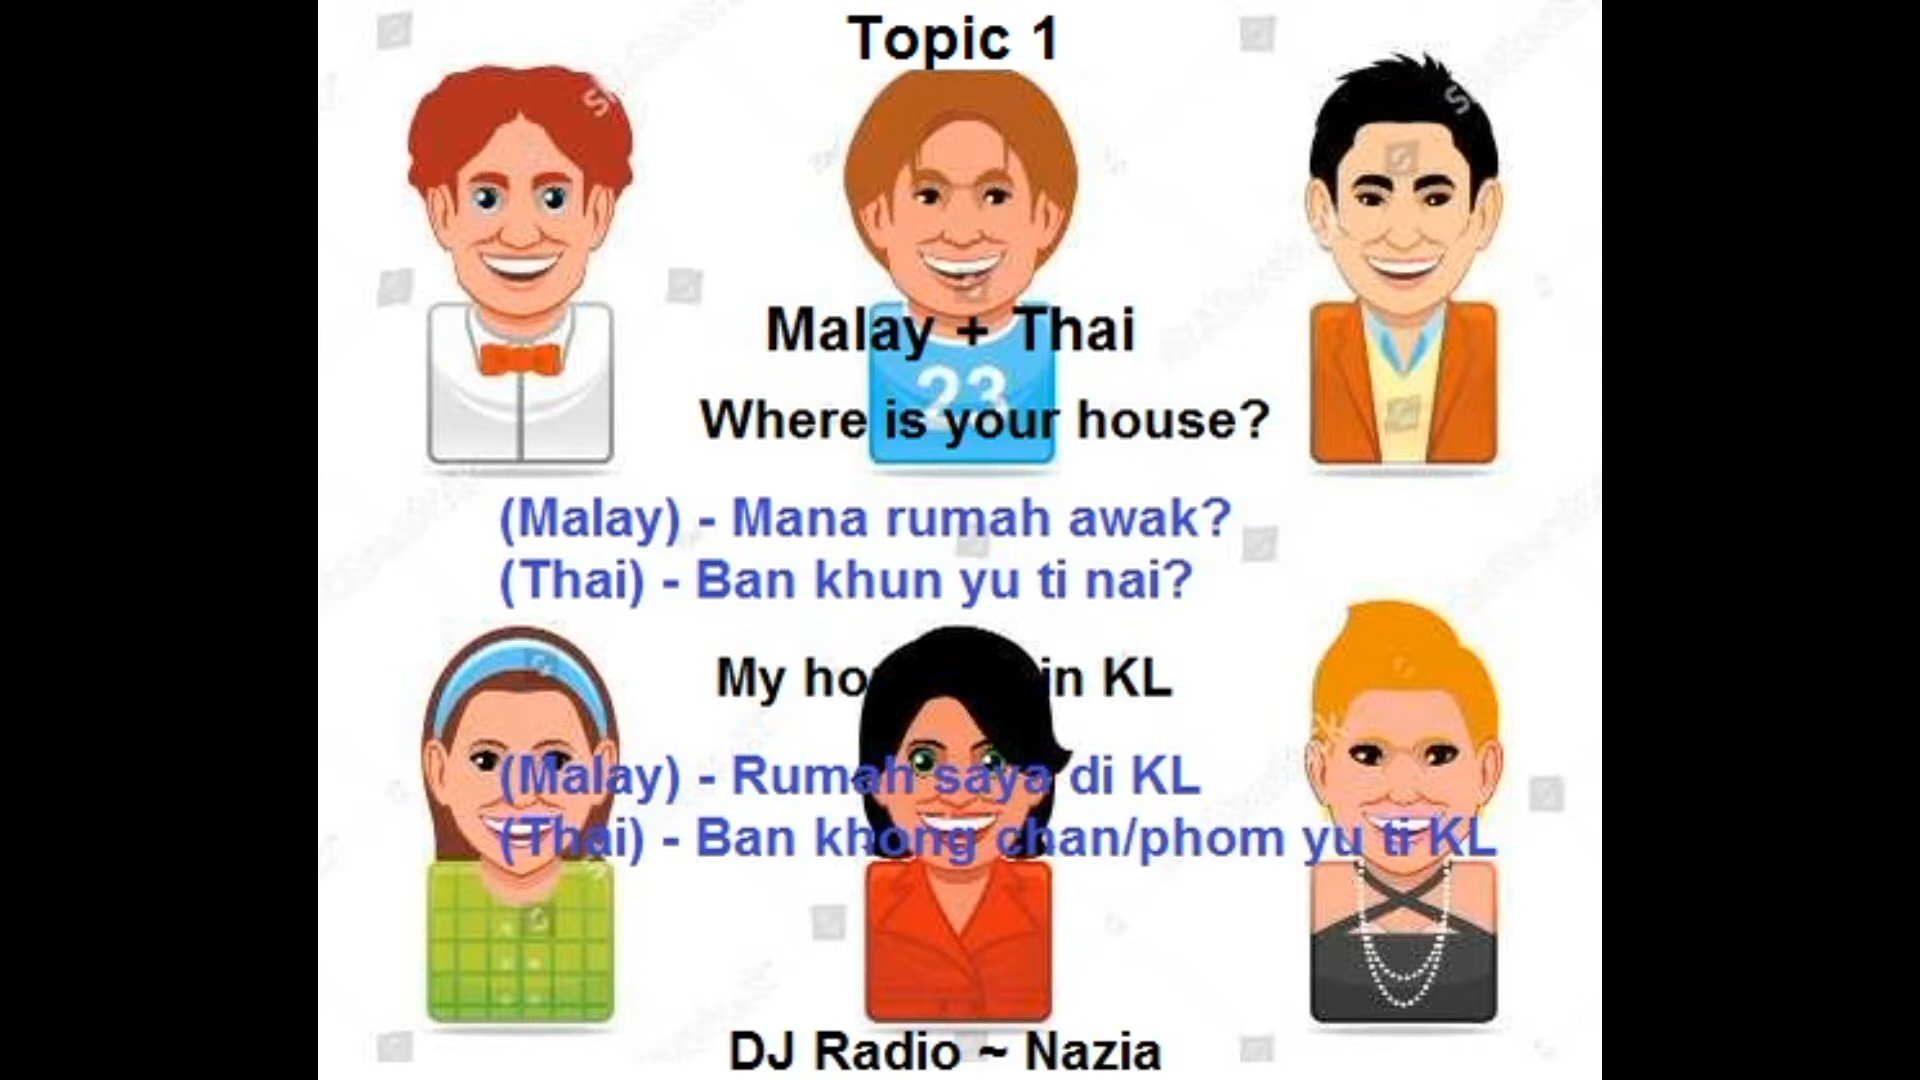 Topic 1
Malay + Thai
23
Where is your house?
(Malay) - Mana rumah awak?
(Thai) - Ban khun yu ti nai?
My in KL
(Malay) - Rumah saya di KL
(Thai) - Ban khong chan/phom yu ti KL
DJ Radio ~ Nazia